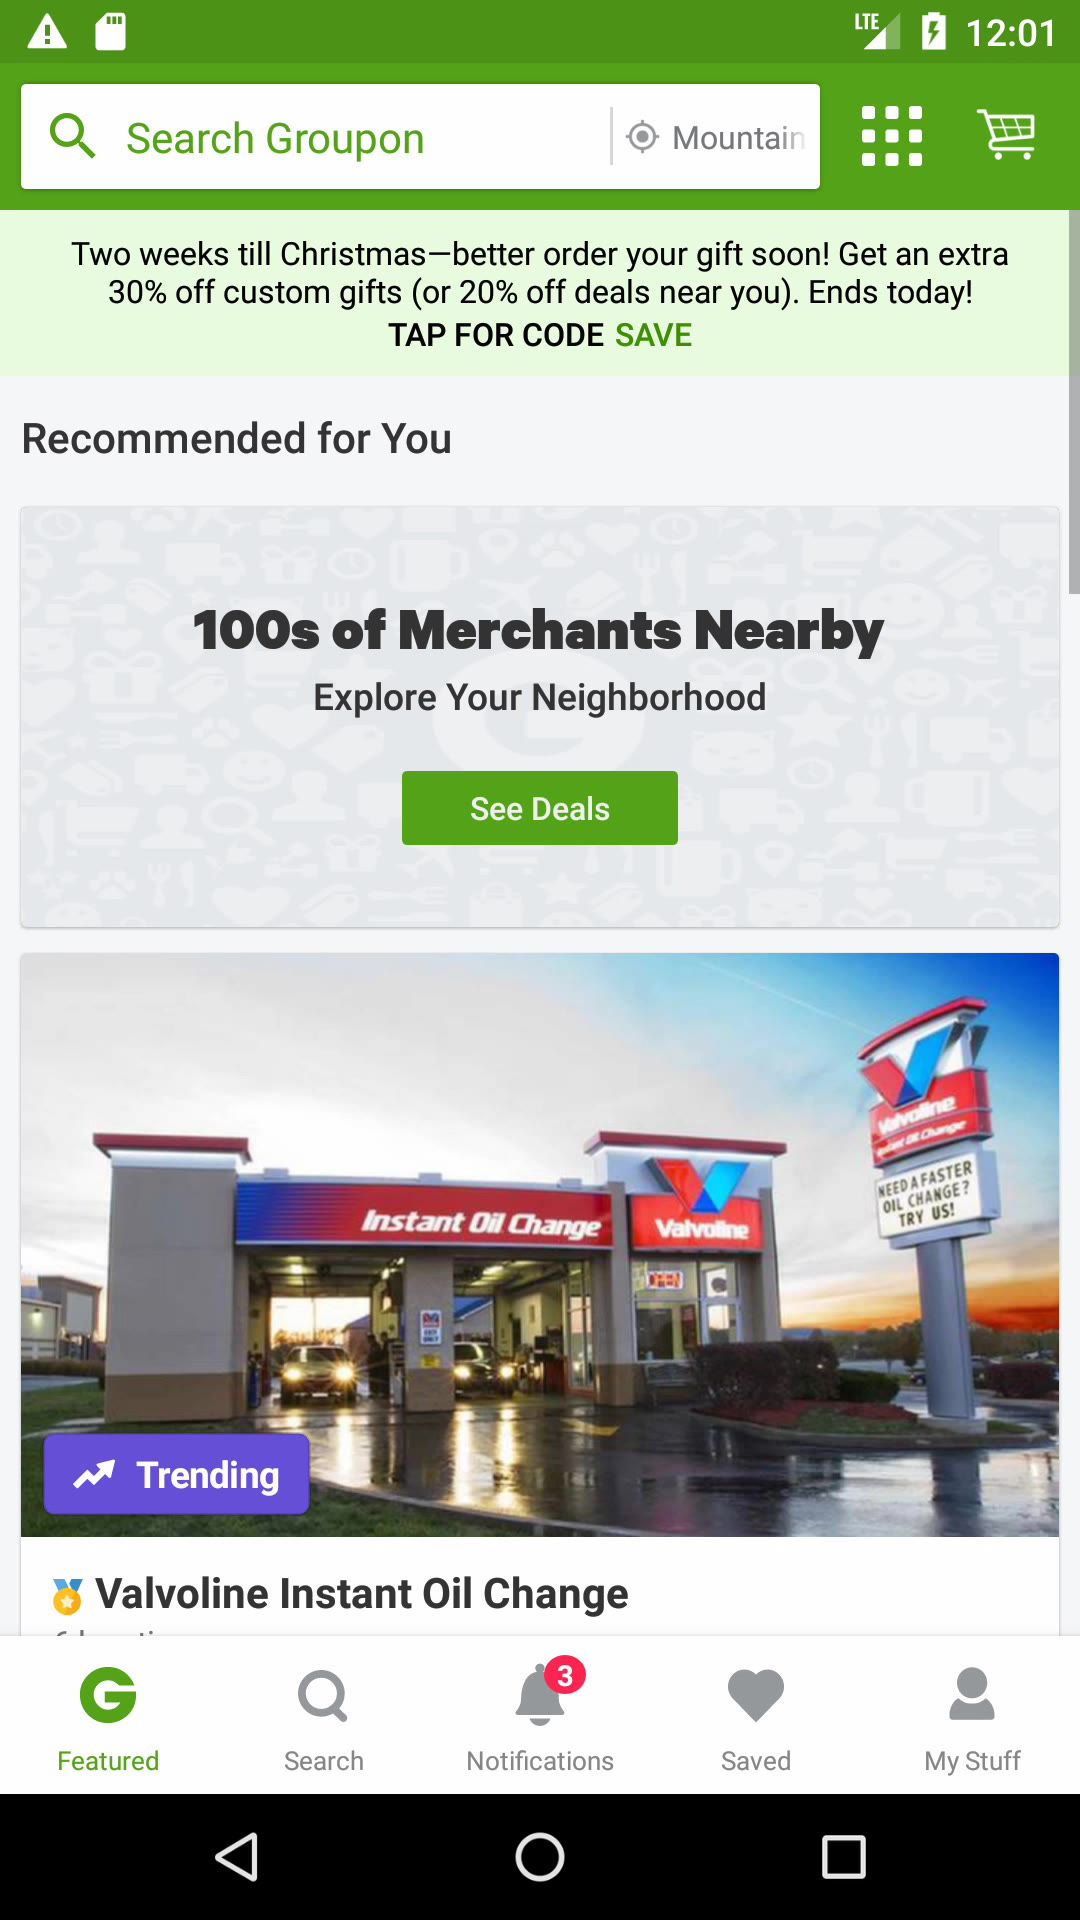 LTE 12:01
Search Groupon Mountain
Two weeks till Christmas—better order your gift soon! Get an extra
30% off custom gifts (or 20% off deals near you). Ends today!
TAP FOR CODE SAVE
Recommended for You
100s of Merchants Nearby
Explore Your Neighborhood
See Deals
Valvoline
Instant Oil Change
NEED A FASTER
OIL CHANGE?
TRY US!
Instant Oil Change
Valvoline
OPEN
Trending
Valvoline Instant Oil Change
3
Featured Search Notifications Saved My Stuff